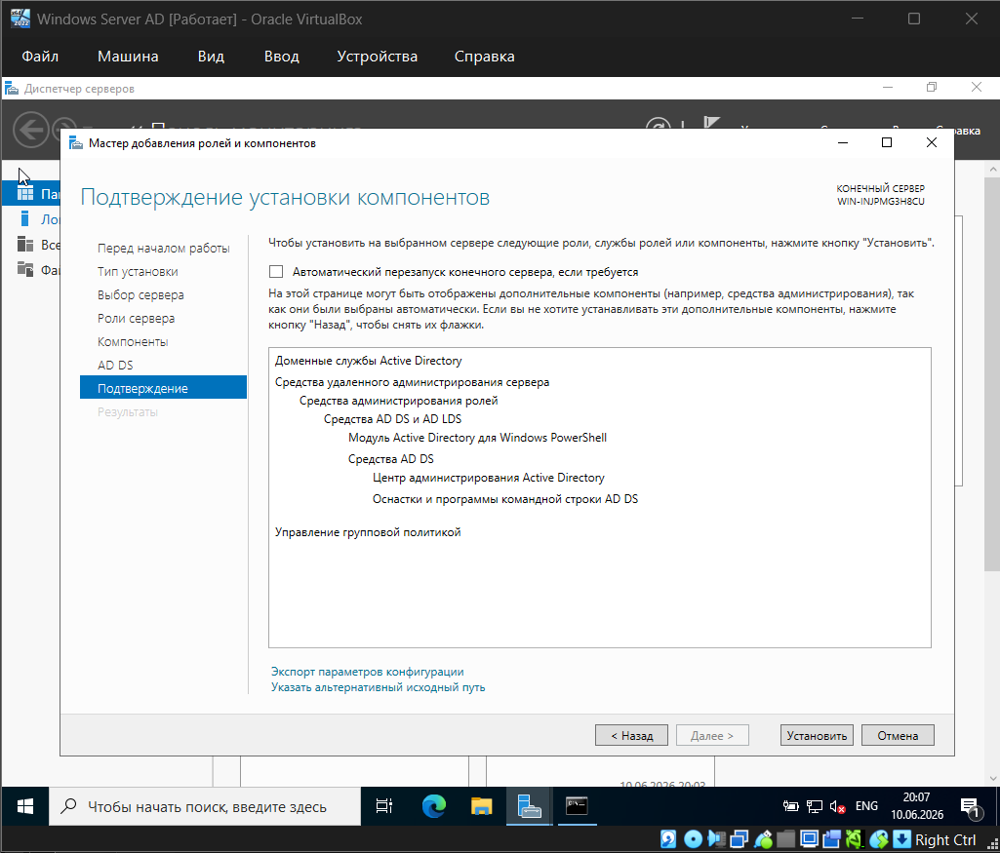 Windows Server AD [Работает] - Oracle VirtualBox
Файл Машина Вид Ввод Устройства Справка
Диспетчер серверов
Мастер добавления ролей и компонентов
Подтверждение установки компонентов
КОНЕЧНЫЙ СЕРВЕР
WIN-INJPMG3H8CU
Перед началом работы
Тип установки
Выбор сервера
Роли сервера
Компоненты
AD DS
Подтверждение
Результаты
Чтобы установить на выбранном сервере следующие роли, службы ролей или компоненты, нажмите кнопку "Установить".
Автоматический перезапуск конечного сервера, если требуется
На этой странице могут быть отображены дополнительные компоненты (например, средства администрирования), так
как они были выбраны автоматически. Если вы не хотите устанавливать эти дополнительные компоненты, нажмите
кнопку "Назад", чтобы снять их флажки.
Доменные службы Active Directory
Средства удаленного администрирования сервера
Средства администрирования ролей
Средства AD DS и AD LDS
Модуль Active Directory для Windows PowerShell
Средства AD DS
Центр администрирования Active Directory
Оснастки и программы командной строки AD DS
Управление групповой политикой
Экспорт параметров конфигурации
Указать альтернативный исходный путь
< Назад Далее > Установить Отмена
10.06.2026 20:03
Чтобы начать поиск, введите здесь
ENG
20:07
10.06.2026
1
Right Ctrl